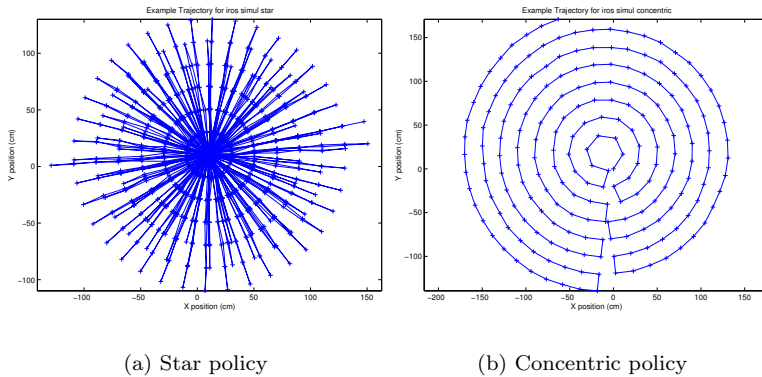 Example Trajectory for iros simul star
100
50
0
−50
−100
Y position (cm)
−100 −50 0 50 100 150
X position (cm)
(a) Star policy
Example Trajectory for iros simul concentric
150
100
50
0
−50
−100
Y position (cm)
−200 −150 −100 −50 0 50 100 150
X position (cm)
(b) Concentric policy